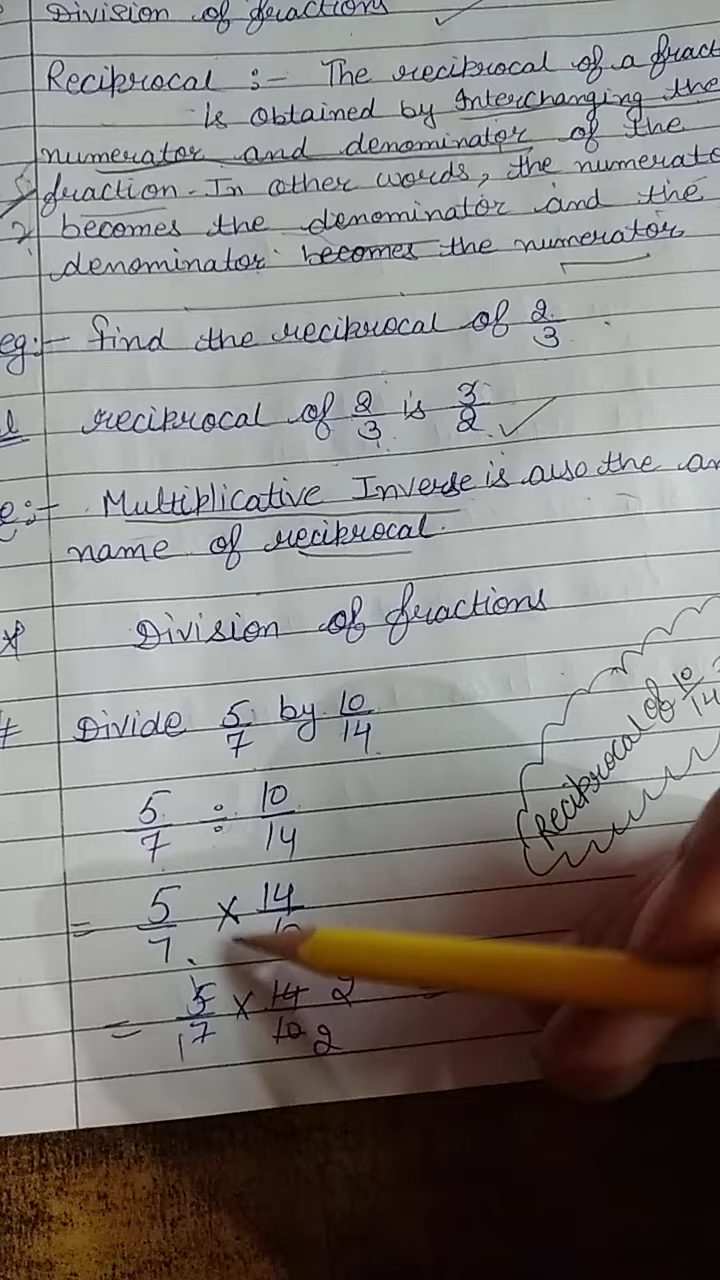 Division of fractions
Reciprocal :- The reciprocal of a fract
is obtained by Interchanging the
numerator and denominator of the
fraction. In other words, the numerato
becomes the denominator and the
denominator becomes the numerator
eg:- find the reciprocal of 2/3
reciprocal of 2/3 is 3/2
e:- Multiplicative Inverse is also the an
name of reciprocal.
* Division of fractions
# Divide 5/7 by 10/14
5/7 ÷ 10/14
(Reciprocal of 10/14
= 5/7 × 14/
= 5/7 × 14/10
1 2 2